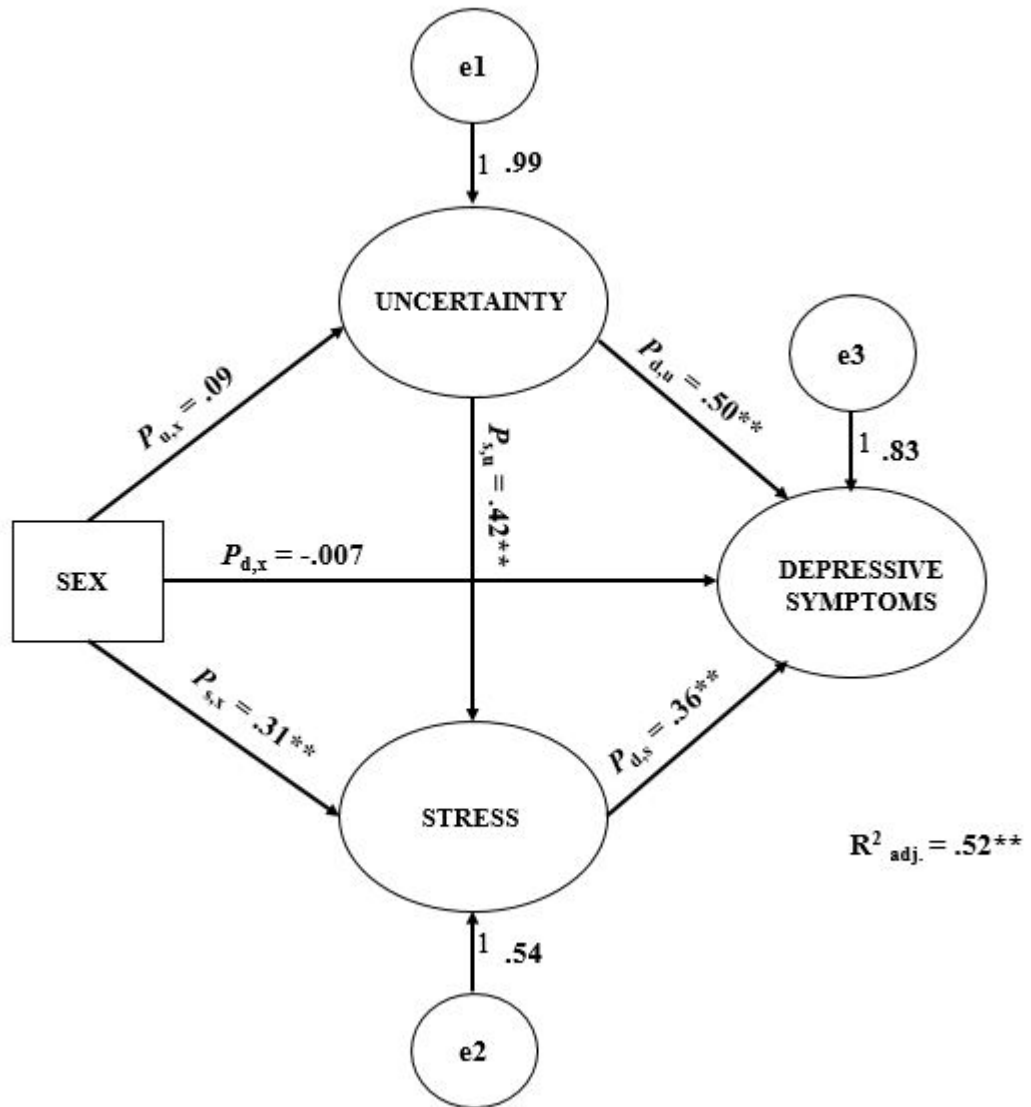 e1
1 .99
UNCERTAINTY
e3
P u,x = .09
P d,u = .50**
1 .83
P s,u = .42**
P d,x = -.007
SEX
DEPRESSIVE
SYMPTOMS
P s,x = .31**
P d,s = .36**
STRESS
R² adj. = .52**
1 .54
e2